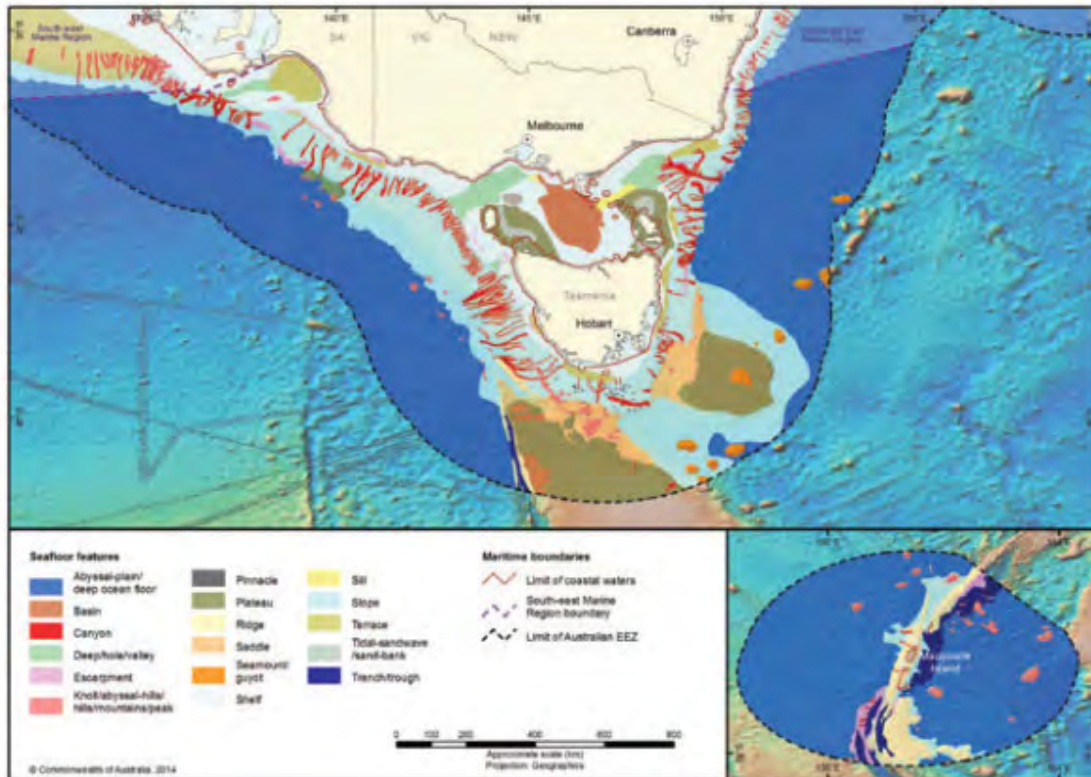 South-east
Marine Region
140°E
145°E
150°E
SA
VIC
NSW
Canberra
Melbourne
Tasmania
Hobart
Seafloor features
Abyssal-plain/
deep ocean floor
Basin
Canyon
Deep/hole/valley
Escarpment
Knoll/abyssal-hills/
hills/mountains/peak
Pinnacle
Plateau
Ridge
Saddle
Seamount/
guyot
Shelf
Sill
Slope
Terrace
Tidal-sandwave
/sand-bank
Trench/trough
Maritime boundaries
Limit of coastal waters
South-east Marine
Region boundary
Limit of Australian EEZ
0 100 200 400 600 800
Approximate scale (km)
Projection: Geographics
© Commonwealth of Australia, 2014
Macquarie
Island